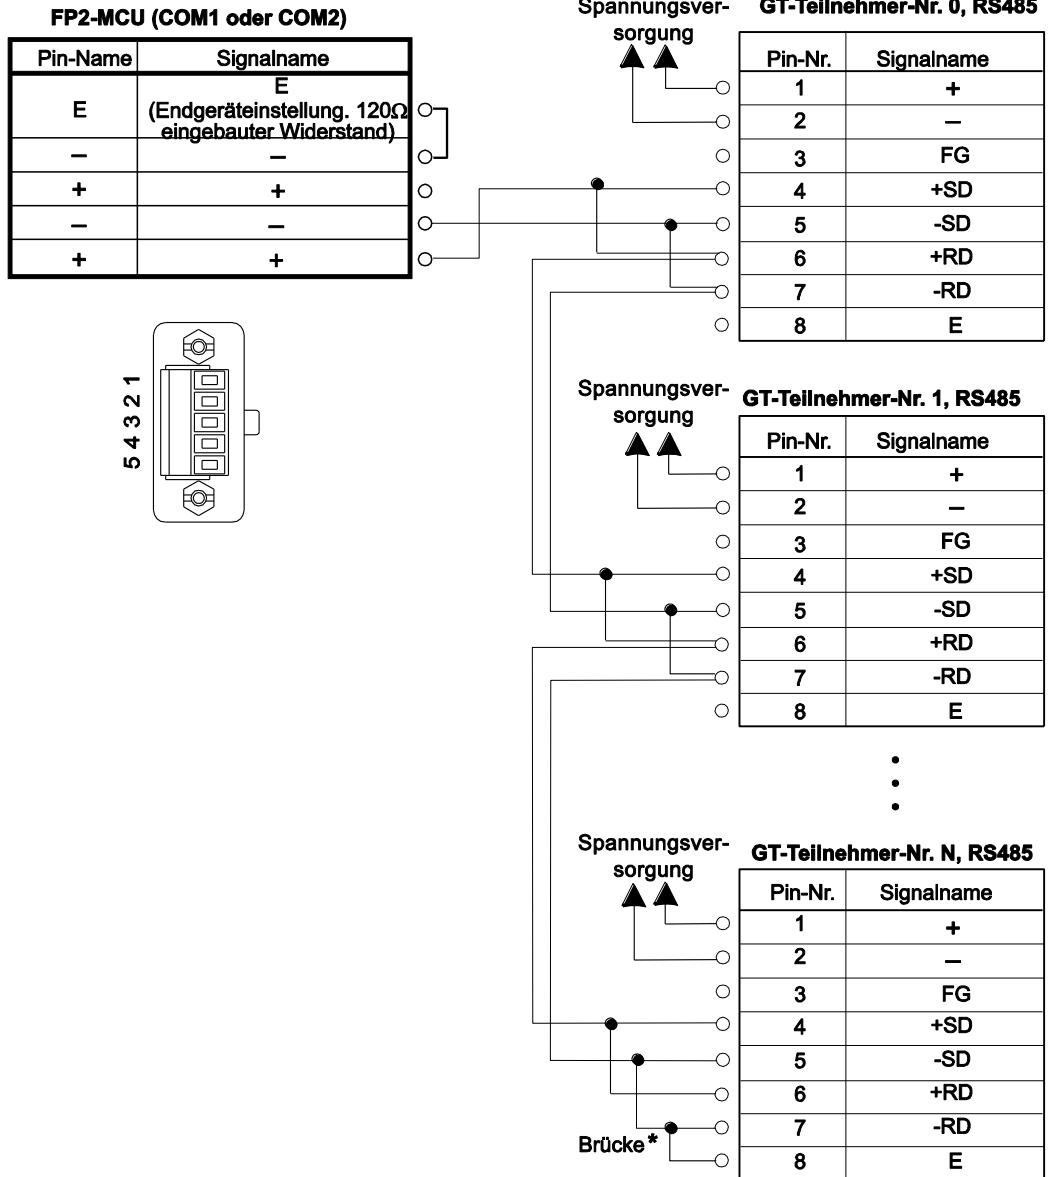 FP2-MCU (COM1 oder COM2)
Pin-Name Signalname
E E
(Endgeräteinstellung. 120Ω
eingebauter Widerstand)
– –
+ +
– –
+ +
5 4 3 2 1
Spannungsver-
sorgung
GT-Teilnehmer-Nr. 0, RS485
Pin-Nr. Signalname
1 +
2 –
3 FG
4 +SD
5 -SD
6 +RD
7 -RD
8 E
Spannungsver-
sorgung
GT-Teilnehmer-Nr. 1, RS485
Pin-Nr. Signalname
1 +
2 –
3 FG
4 +SD
5 -SD
6 +RD
7 -RD
8 E
Spannungsver-
sorgung
GT-Teilnehmer-Nr. N, RS485
Pin-Nr. Signalname
1 +
2 –
3 FG
4 +SD
5 -SD
6 +RD
7 -RD
8 E
Brücke*